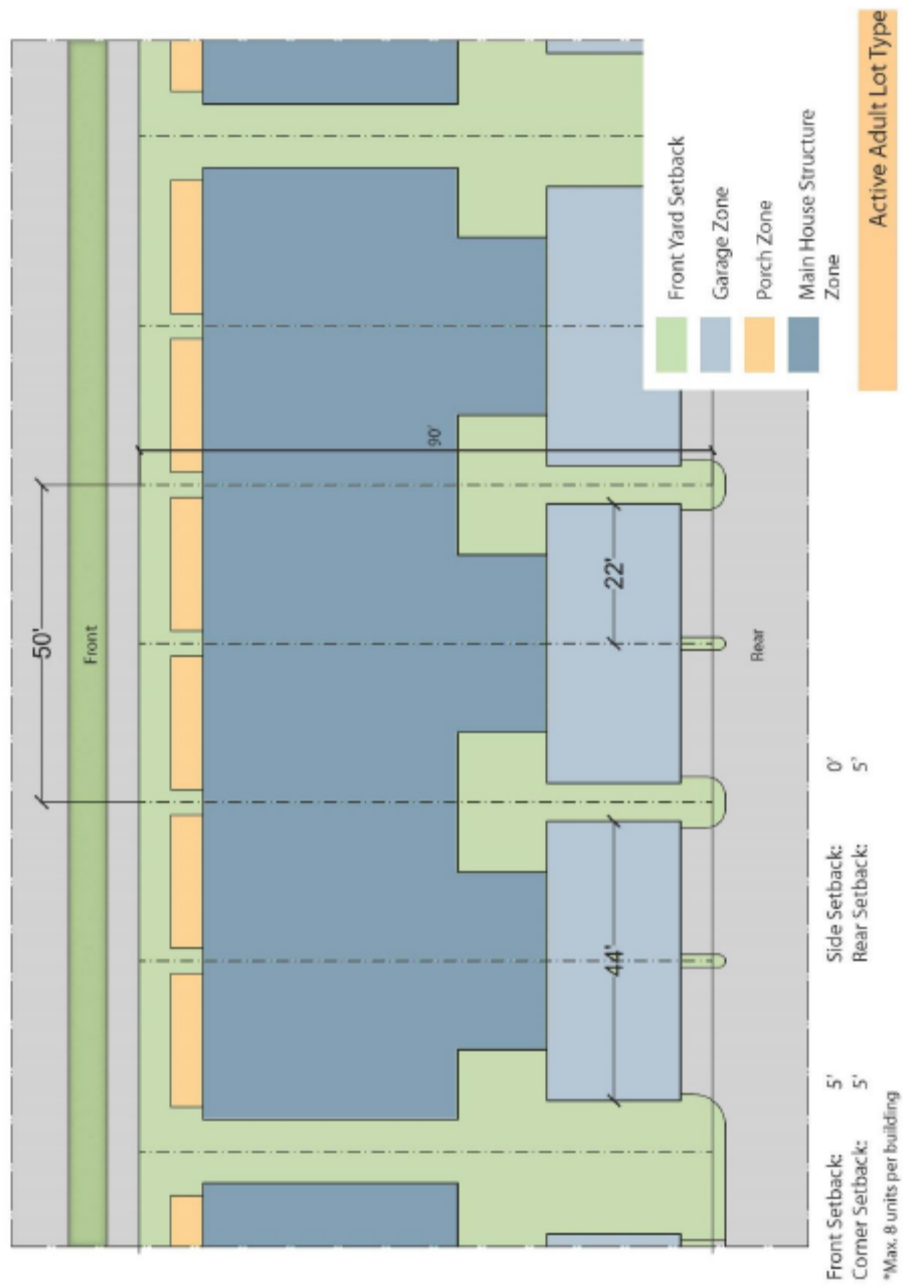 50'
Front
90'
22'
44'
Rear
Front Yard Setback
Garage Zone
Porch Zone
Main House Structure
Zone
Active Adult Lot Type
Front Setback: 5'
Corner Setback: 5'
*Max. 8 units per building
Side Setback: 0'
Rear Setback: 5'